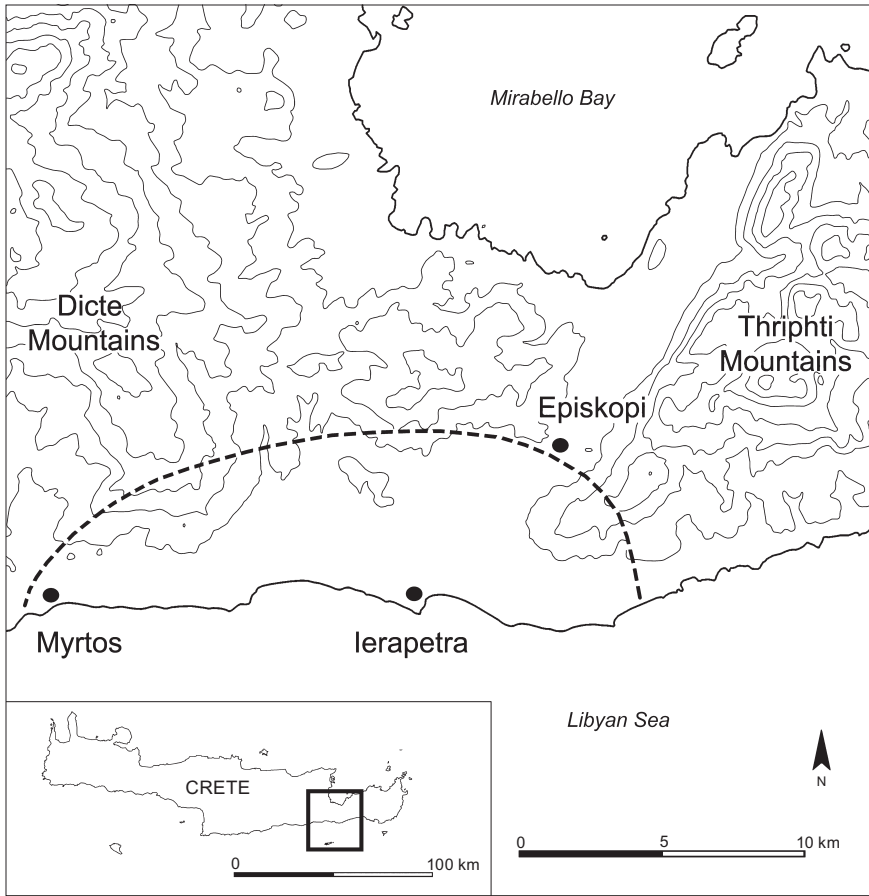 Mirabello Bay
Dicte
Mountains
Thriphti
Mountains
Episkopi
Myrtos
Ierapetra
Libyan Sea
CRETE
N
0
5
10 km
0
100 km